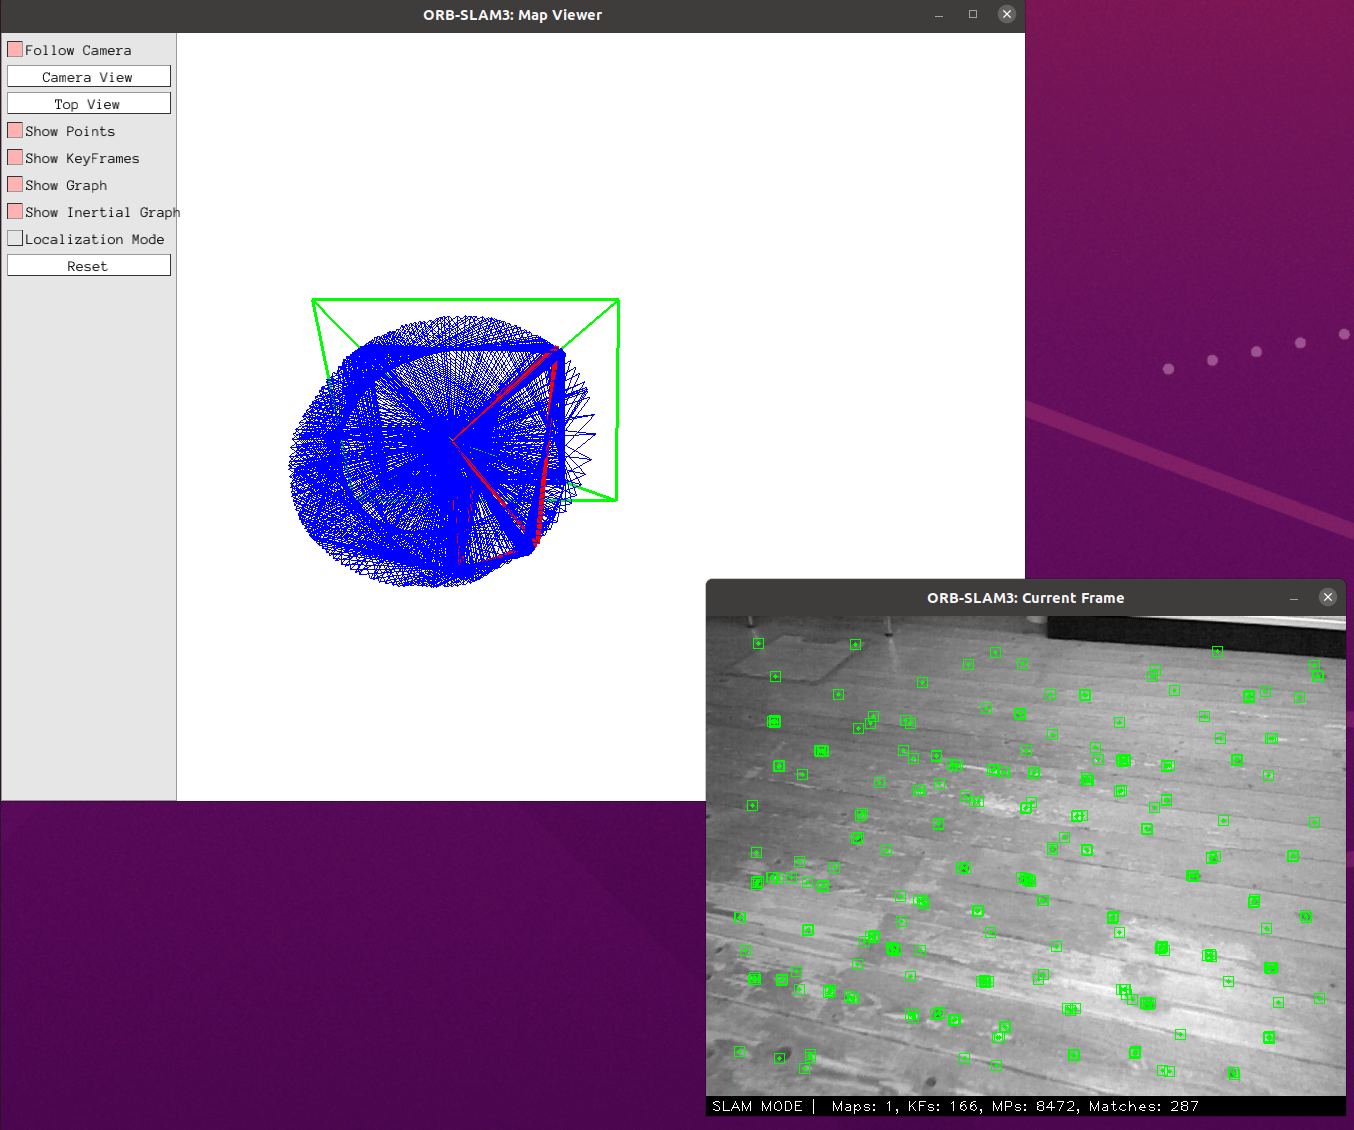 ORB-SLAM3: Map Viewer
Follow Camera
Camera View
Top View
Show Points
Show KeyFrames
Show Graph
Show Inertial Graph
Localization Mode
Reset
ORB-SLAM3: Current Frame
SLAM MODE |  Maps: 1, KFs: 166, MPs: 8472, Matches: 287